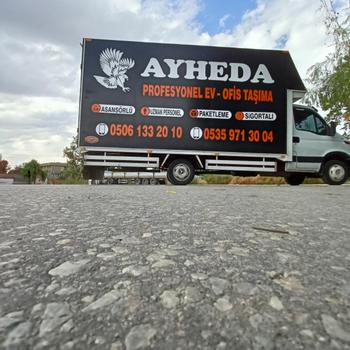 AYHEDA
PROFESYONEL EV - OFİS TAŞIMA
ASANSÖRLÜ UZMAN PERSONEL PAKETLEME SİGORTALI
0506 133 20 10 0535 971 30 04